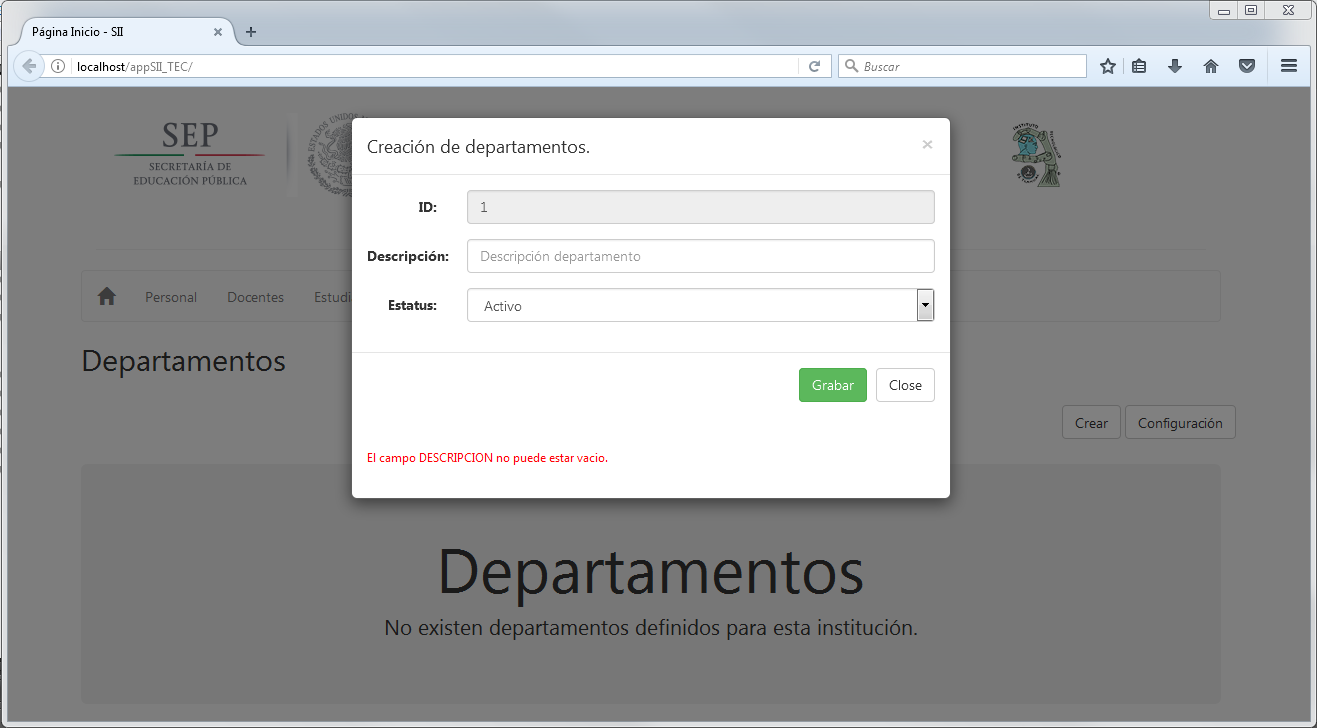 Página Inicio - SII
localhost/appSII_TEC/
Buscar
SEP
SECRETARÍA DE
EDUCACIÓN PÚBLICA
ESTADOS UNIDOS
Creación de departamentos.
ID:
1
Descripción:
Descripción departamento
Estatus:
Activo
Grabar
Close
El campo DESCRIPCION no puede estar vacio.
Personal
Docentes
Estudi
Departamentos
Crear
Configuración
Departamentos
No existen departamentos definidos para esta institución.